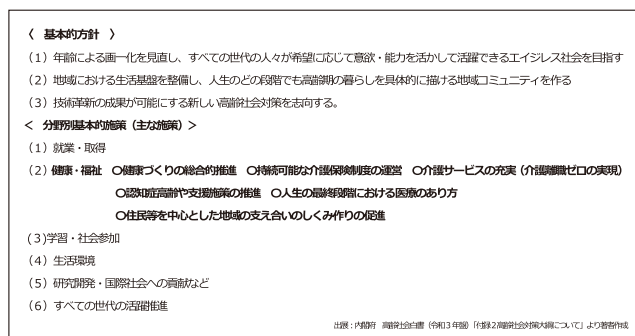 〈　基本的方針　〉
（1）年齢による画一化を見直し、すべての世代の人々が希望に応じて意欲・能力を活かして活躍できるエイジレス社会を目指す
（2）地域における生活基盤を整備し、人生のどの段階でも高齢期の暮らしを具体的に描ける地域コミュニティを作る
（3）技術革新の成果が可能にする新しい高齢社会対策を志向する。
＜　分野別基本的施策（主な施策）＞
（1）就業・取得
（2）健康・福祉　〇健康づくりの総合的推進　〇持続可能な介護保険制度の運営　〇介護サービスの充実（介護離職ゼロの実現）
〇認知症高齢や支援施策の推進　〇人生の最終段階における医療のあり方
〇住民等を中心とした地域の支え合いのしくみ作りの促進
（3)学習・社会参加
（4）生活環境
（5）研究開発・国際社会への貢献など
（6）すべての世代の活躍推進
出展：内閣府　高齢社会白書（令和3年版）「付録2高齢社会対策大綱について」より著者作成